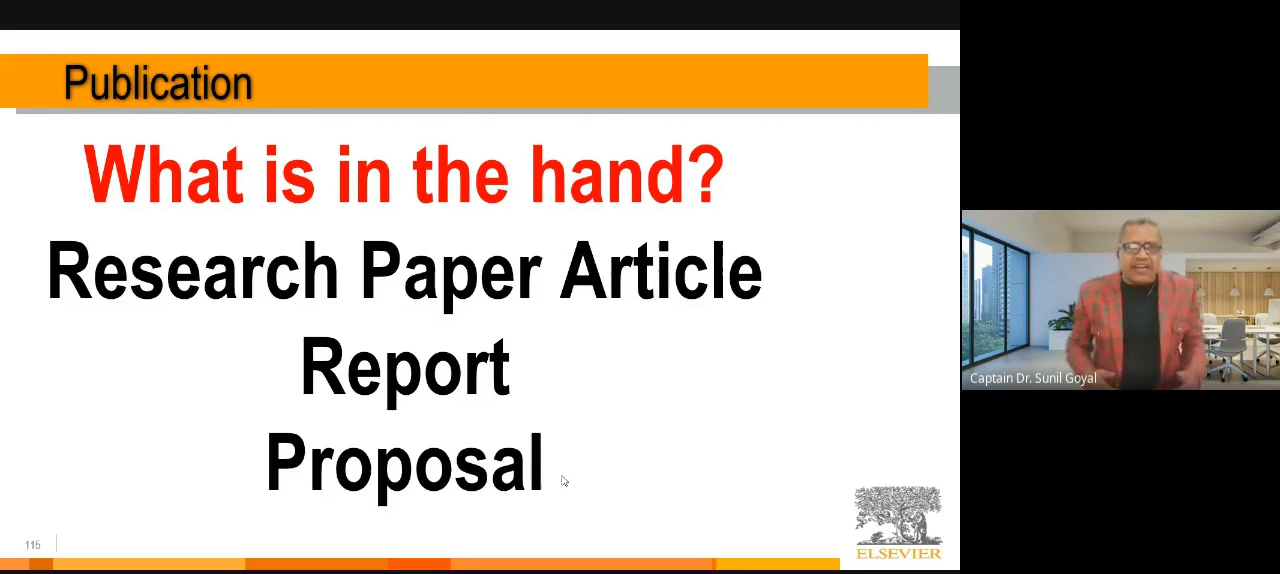 Publication
What is in the hand?
Research Paper Article
Report
Proposal
Captain Dr. Sunil Goyal
115
ELSEVIER